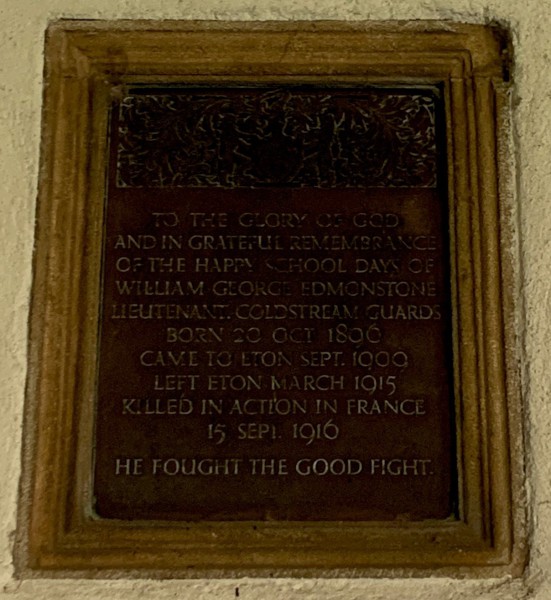 TO THE GLORY OF GOD
AND IN GRATEFUL REMEMBRANCE
OF THE HAPPY SCHOOL DAYS OF
WILLIAM GEORGE EDMONSTONE
LIEUTENANT. COLDSTREAM GUARDS
BORN 20 OCT 1896
CAME TO ETON SEPT. 1909
LEFT ETON MARCH 1915
KILLED IN ACTION IN FRANCE
15 SEPT. 1916
HE FOUGHT THE GOOD FIGHT.